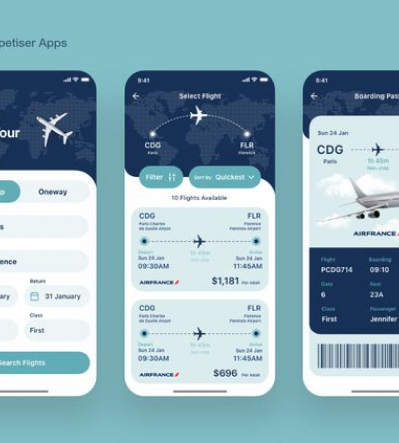 petiser Apps
our
p
Oneway
s
ence
Return
ary
31 January
Class
First
Search Flights
9:41
Select Flight
CDG
Paris
FLR
Florence
Filter
Sort by: Quickest
10 Flights Available
CDG
FLR
Paris Charles
de Gaulle Airport
Florence
Peretola Airport
Depart
Arrive
Sun 24 Jan
1h 45m
Sun 24 Jan
09:30AM
Non-stop
11:45AM
AIRFRANCE
$1,181 Per Adult
CDG
FLR
Paris Charles
de Gaulle Airport
Florence
Peretola Airport
Depart
Arrive
Sun 24 Jan
Sun 24 Jan
09:30AM
Non-stop
11:45AM
AIRFRANCE
$696 Per Adult
9:41
Boarding Pas
Sun 24 Jan
CDG
Paris
1h 45m
Non-stop
AIRFRANCE
Flight
Boarding
PCDG714
09:10
Gate
Seat
6
23A
Class
Passenger
First
Jennifer